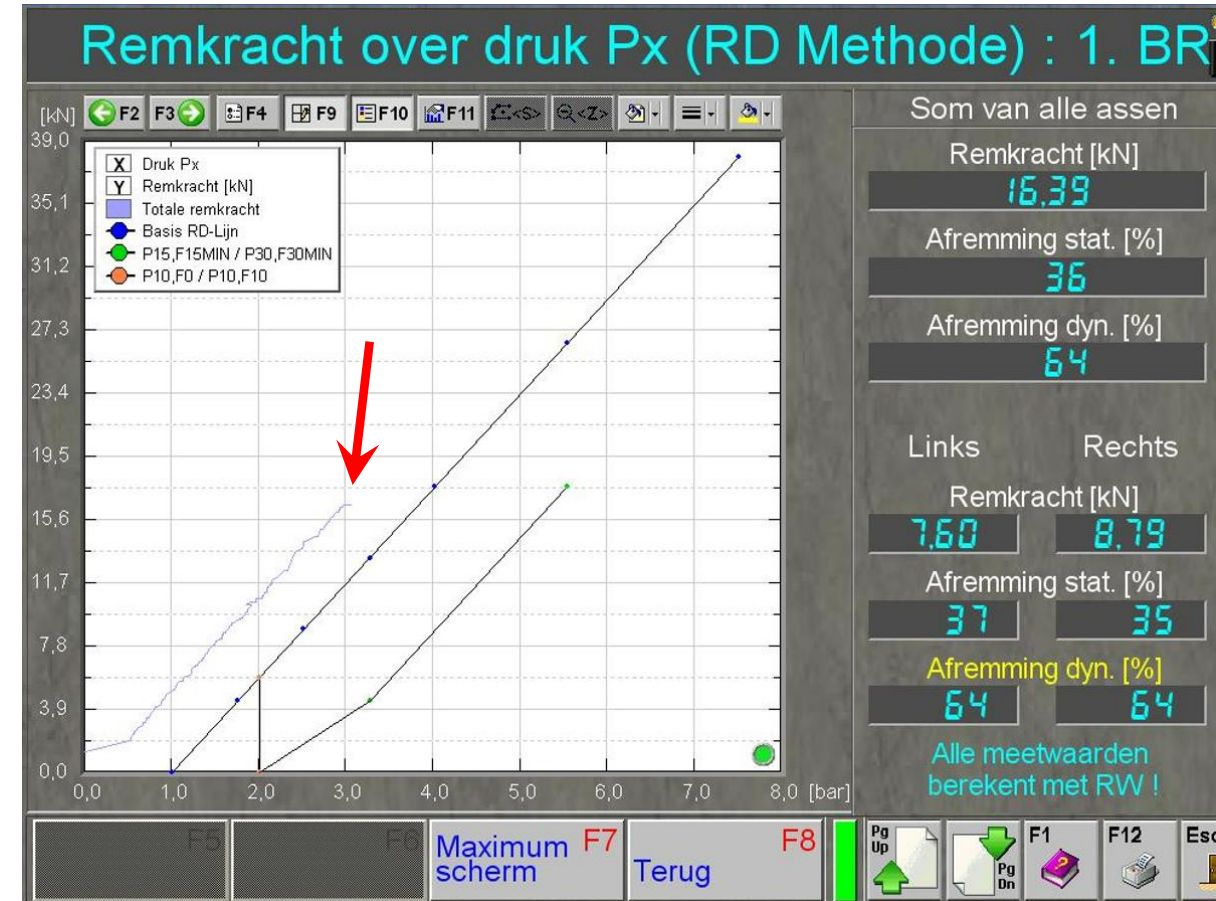 Remkracht over druk Px (RD Methode) : 1. BR
[kN]
F2 F3 F4 F9 F10 F11 <S> <Z>
39,0
35,1
31,2
27,3
23,4
19,5
15,6
11,7
7,8
3,9
0,0
X Druk Px
Y Remkracht [kN]
Totale remkracht
Basis RD-Lijn
P15,F15MIN / P30,F30MIN
P10,F0 / P10,F10
0,0 1,0 2,0 3,0 4,0 5,0 6,0 7,0 8,0 [bar]
Som van alle assen
Remkracht [kN]
16,39
Afremming stat. [%]
36
Afremming dyn. [%]
64
Links Rechts
Remkracht [kN]
7,60 8,79
Afremming stat. [%]
37 35
Afremming dyn. [%]
64 64
Alle meetwaarden
berekent met RW !
F5
F6
Maximum F7
scherm
F8
Terug
Pg
Up
Pg
Dn
F1
F12
Esc